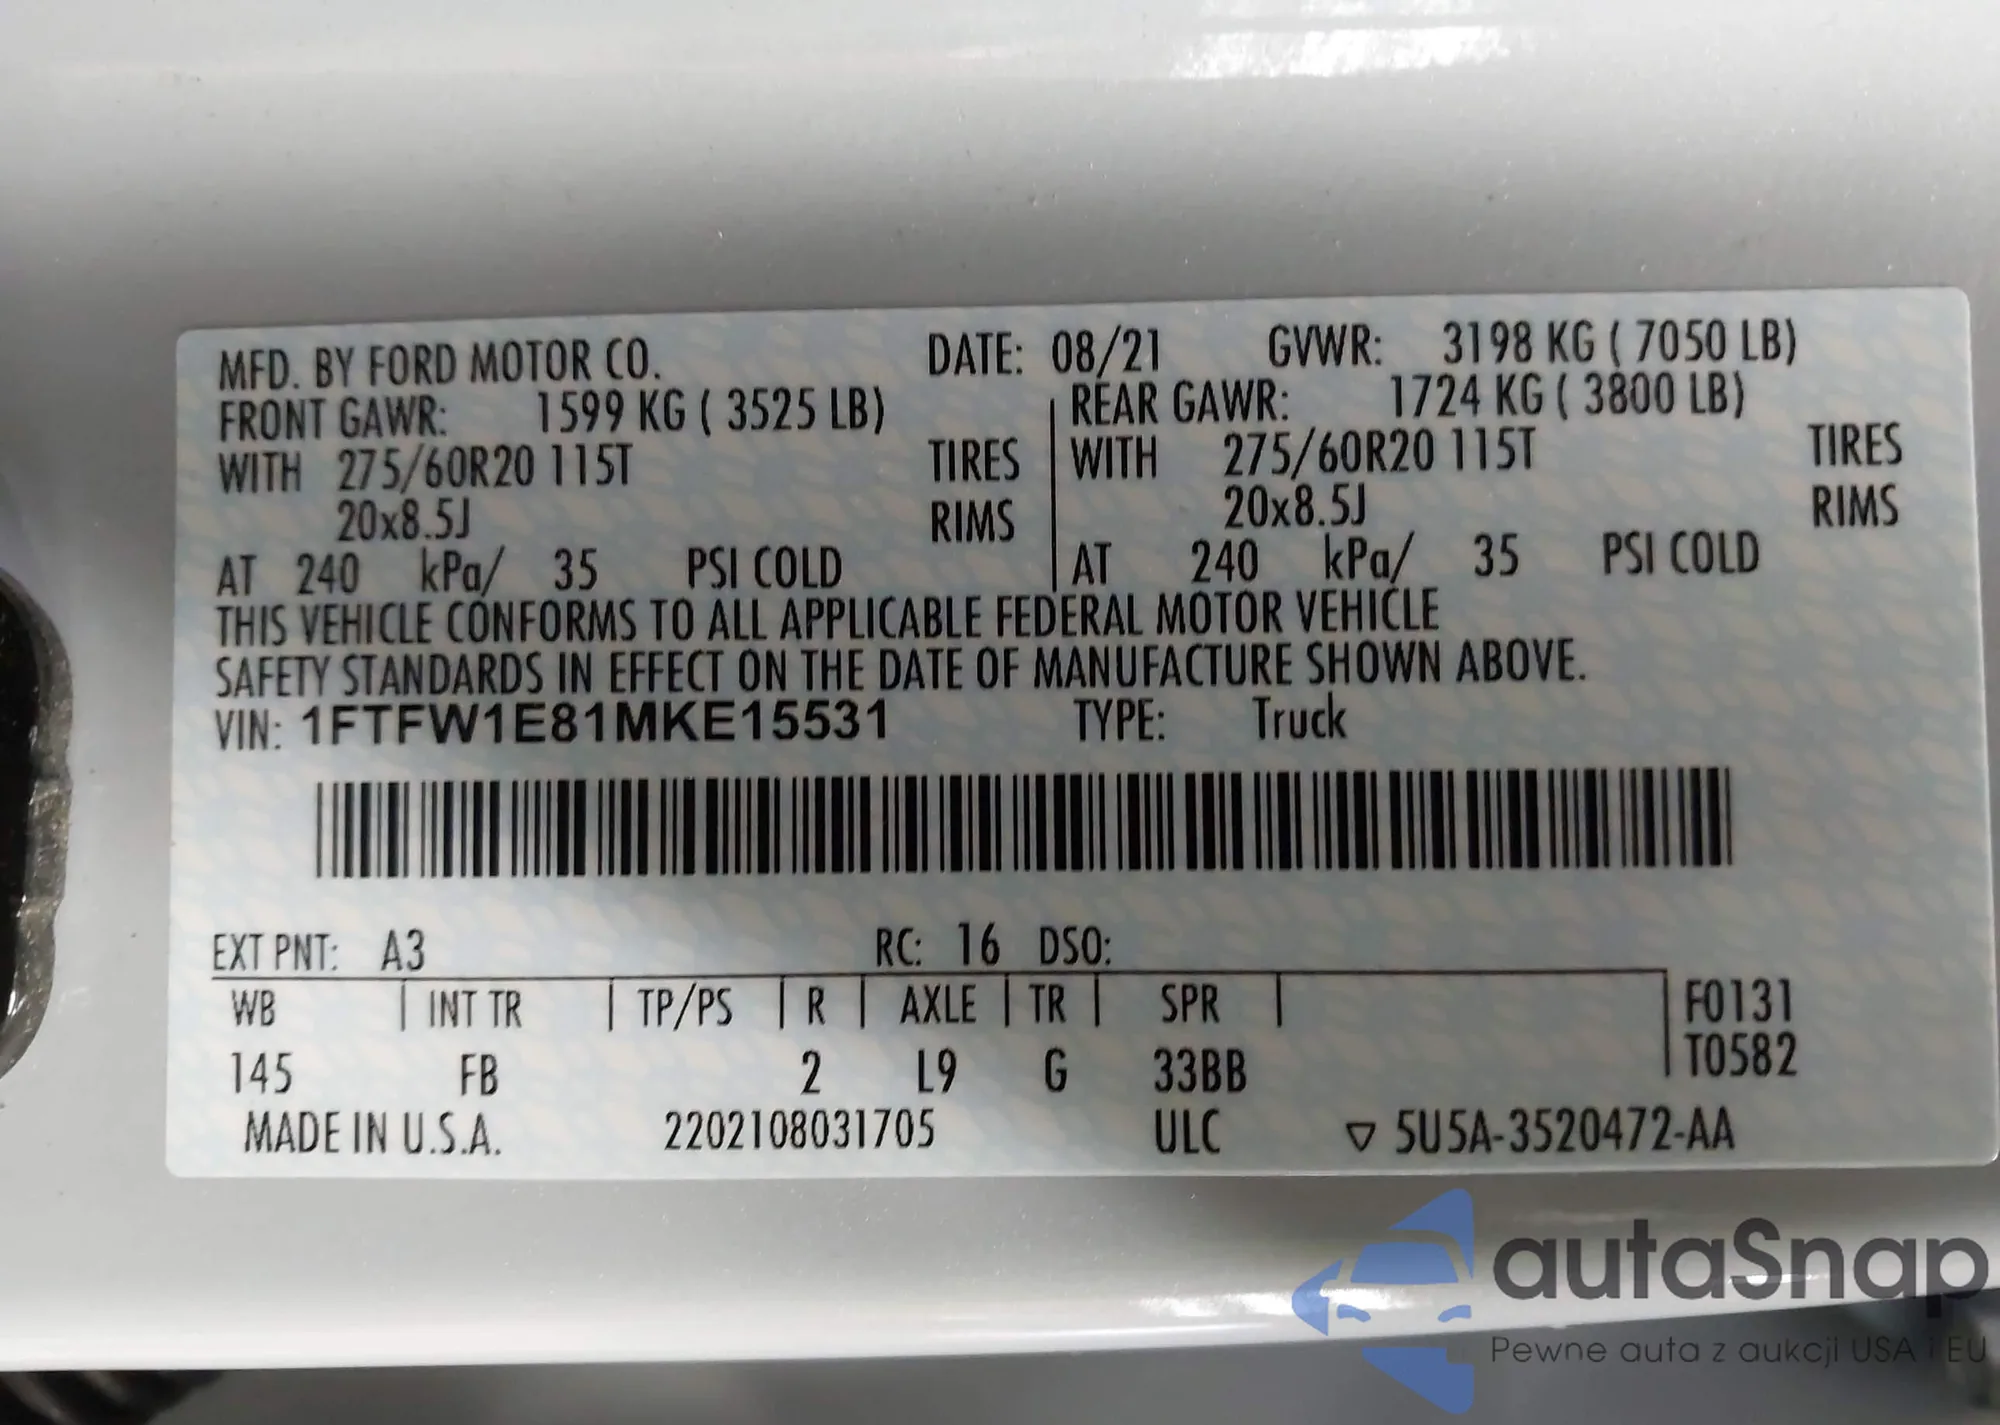 MFD. BY FORD MOTOR CO. DATE: 08/21 GVWR: 3198 KG ( 7050 LB)
FRONT GAWR: 1599 KG ( 3525 LB) REAR GAWR: 1724 KG ( 3800 LB)
WITH 275/60R20 115T TIRES WITH 275/60R20 115T TIRES
20x8.5J RIMS 20x8.5J RIMS
AT 240 kPa/ 35 PSI COLD AT 240 kPa/ 35 PSI COLD
THIS VEHICLE CONFORMS TO ALL APPLICABLE FEDERAL MOTOR VEHICLE
SAFETY STANDARDS IN EFFECT ON THE DATE OF MANUFACTURE SHOWN ABOVE.
VIN: 1FTFW1E81MKE15531 TYPE: Truck
EXT PNT: A3 RC: 16 DSO:
WB INT TR TP/PS R AXLE TR SPR F0131
T0582
145 FB 2 L9 G 33BB
MADE IN U.S.A. 2202108031705 ULC ▽ 5U5A-3520472-AA
autaSnap
Pewne auta z aukcji USA i EU